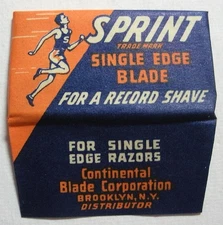 SPRINT
TRADE MARK
SINGLE EDGE
BLADE
FOR A RECORD SHAVE
S
FOR SINGLE
EDGE RAZORS
Continental
Blade Corporation
BROOKLYN, N.Y.
DISTRIBUTOR